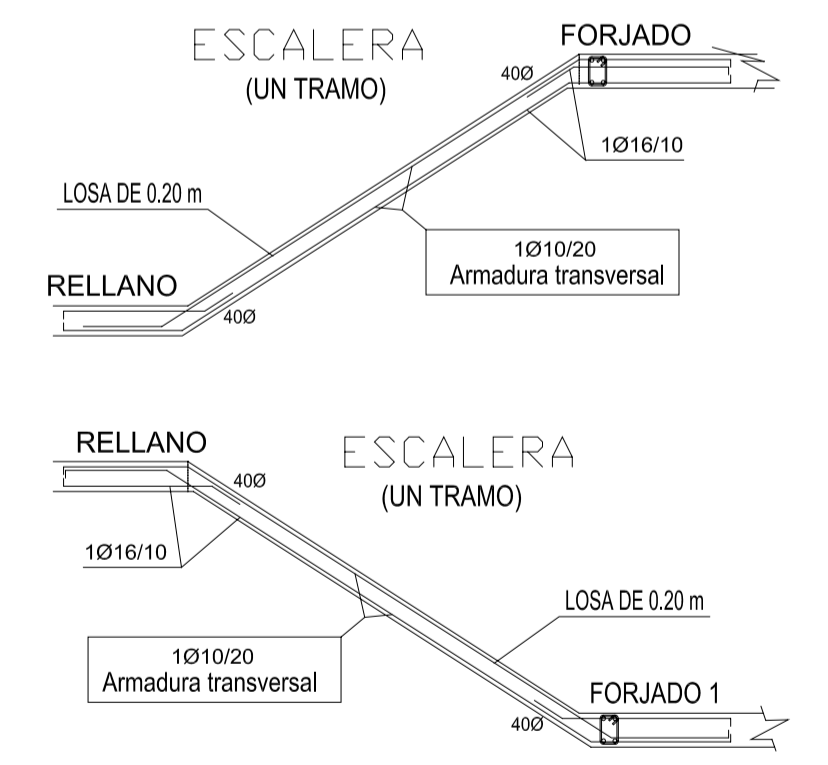 ESCALERA
(UN TRAMO)
FORJADO
40Ø
1Ø16/10
LOSA DE 0.20 m
1Ø10/20
Armadura transversal
RELLANO
40Ø
RELLANO
ESCALERA
(UN TRAMO)
40Ø
1Ø16/10
LOSA DE 0.20 m
1Ø10/20
Armadura transversal
FORJADO 1
40Ø